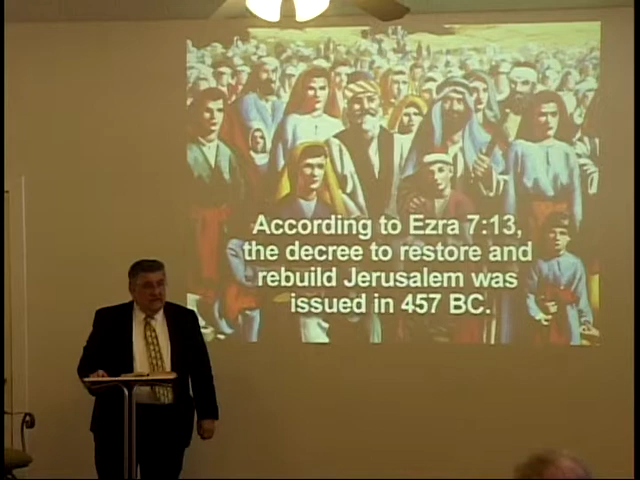 According to Ezra 7:13,
the decree to restore and
rebuild Jerusalem was
issued in 457 BC.